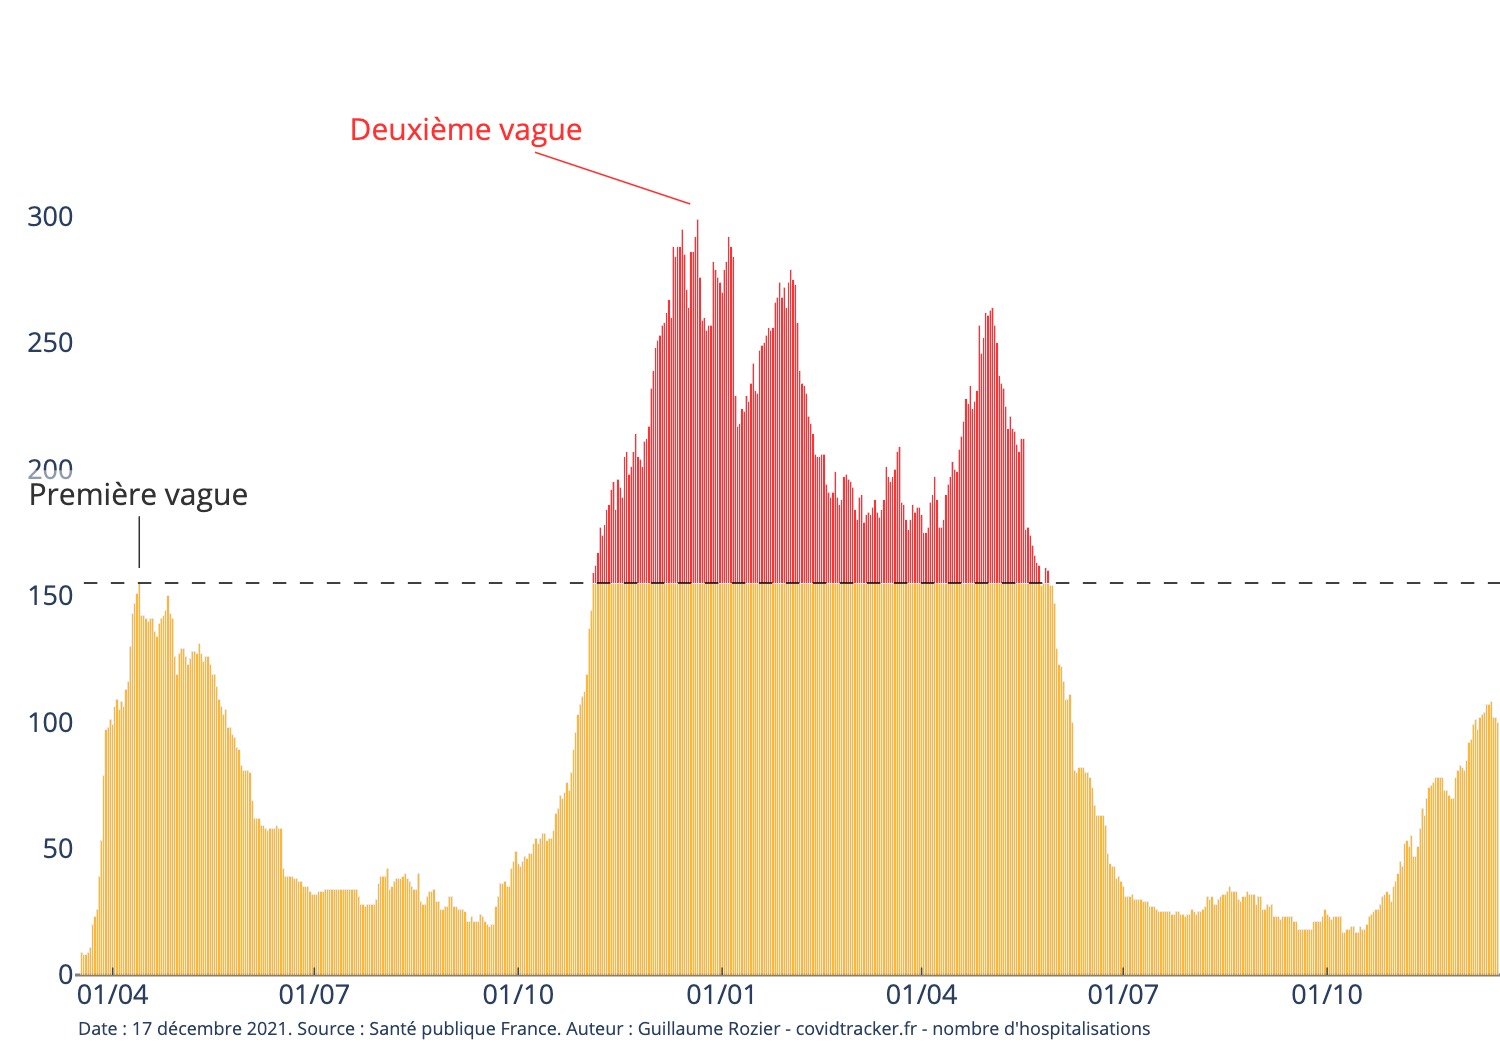 Deuxième vague
300
250
200
Première vague
150
100
50
0
01/04 01/07 01/10 01/01 01/04 01/07 01/10
Date : 17 décembre 2021. Source : Santé publique France. Auteur : Guillaume Rozier - covidtracker.fr - nombre d'hospitalisations